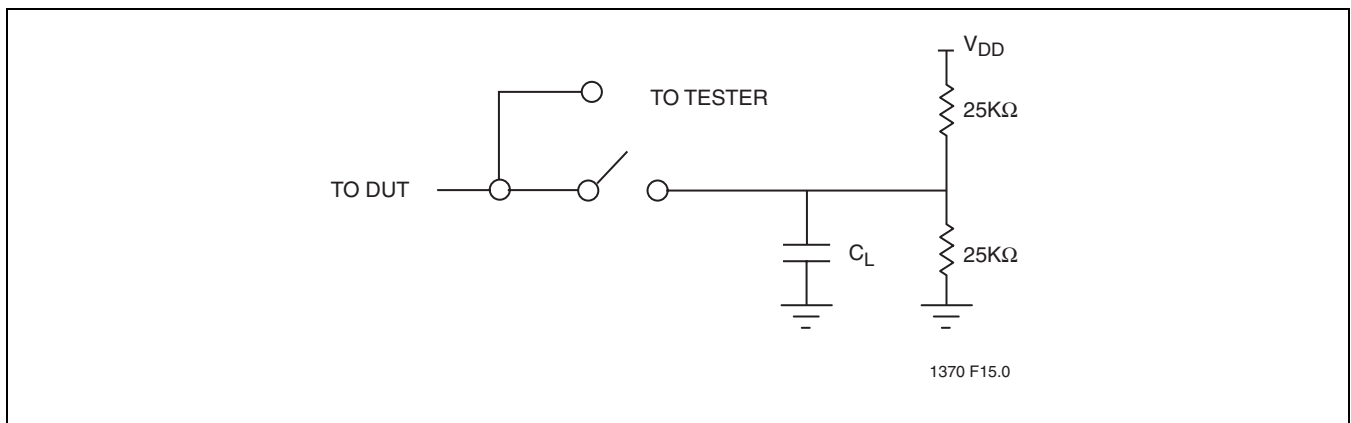 V_DD
25KΩ
TO TESTER
TO DUT
C_L
25KΩ
1370 F15.0